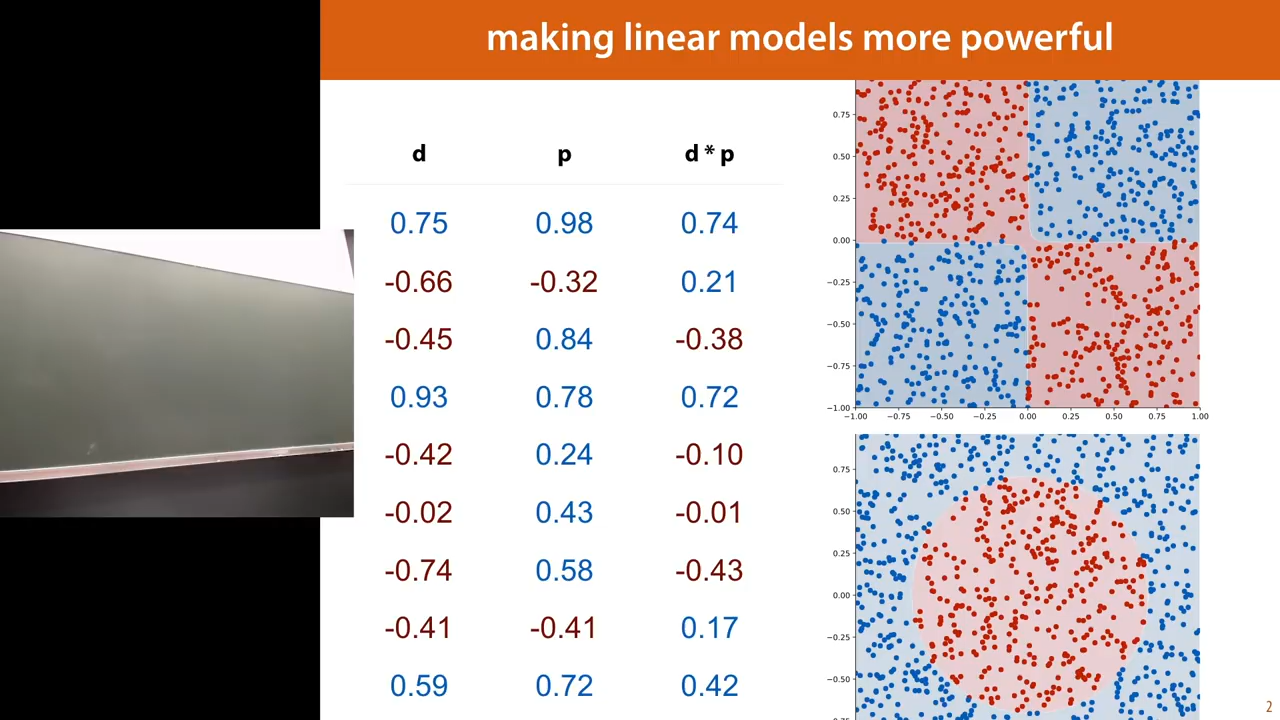 making linear models more powerful
d p d * p
0.75 0.98 0.74
-0.66 -0.32 0.21
-0.45 0.84 -0.38
0.93 0.78 0.72
-0.42 0.24 -0.10
-0.02 0.43 -0.01
-0.74 0.58 -0.43
-0.41 -0.41 0.17
0.59 0.72 0.42
0.75
0.50
0.25
0.00
−0.25
−0.50
−0.75
−1.00
−1.00 −0.75 −0.50 −0.25 0.00 0.25 0.50 0.75 1.00
0.75
0.50
0.25
0.00
−0.25
−0.50
−0.75
2